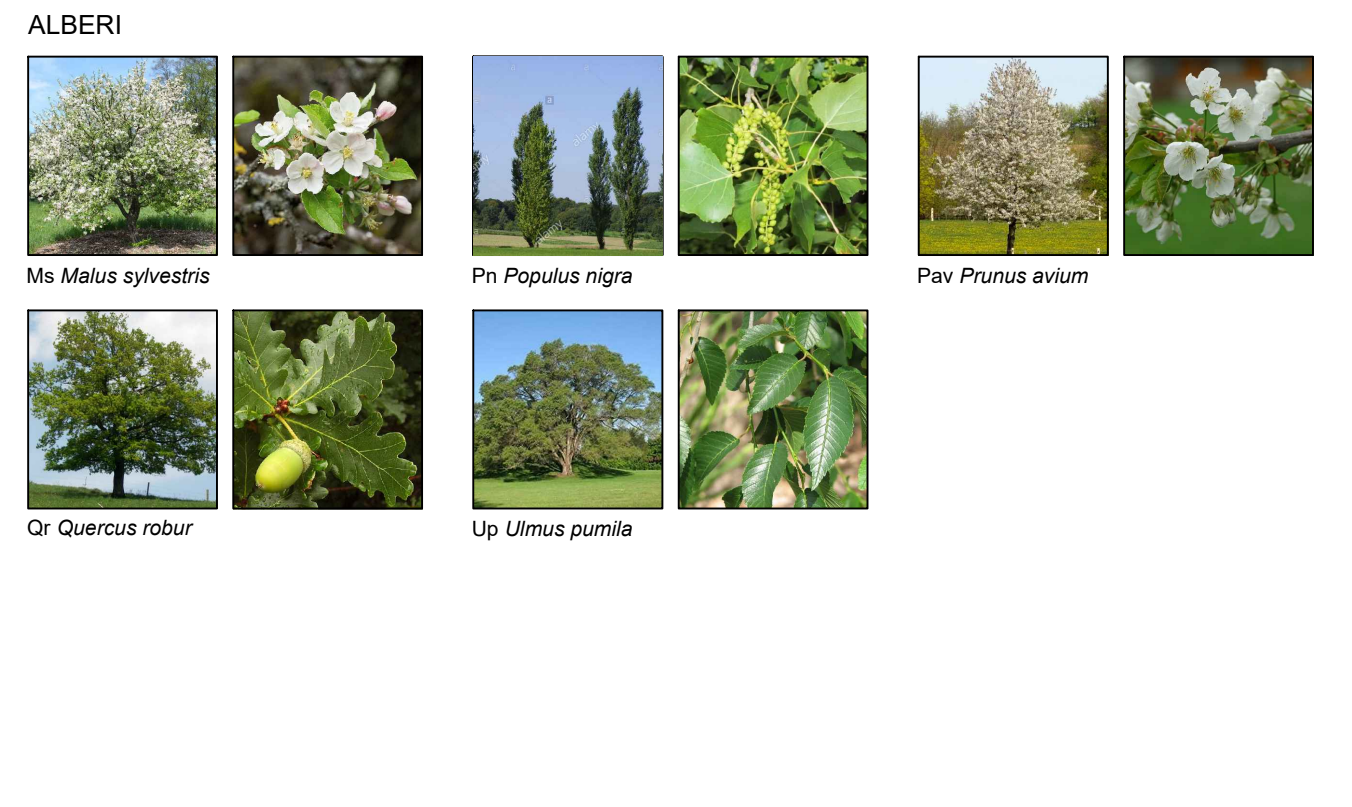 ALBERI
Ms Malus sylvestris
Pn Populus nigra
Pav Prunus avium
Qr Quercus robur
Up Ulmus pumila